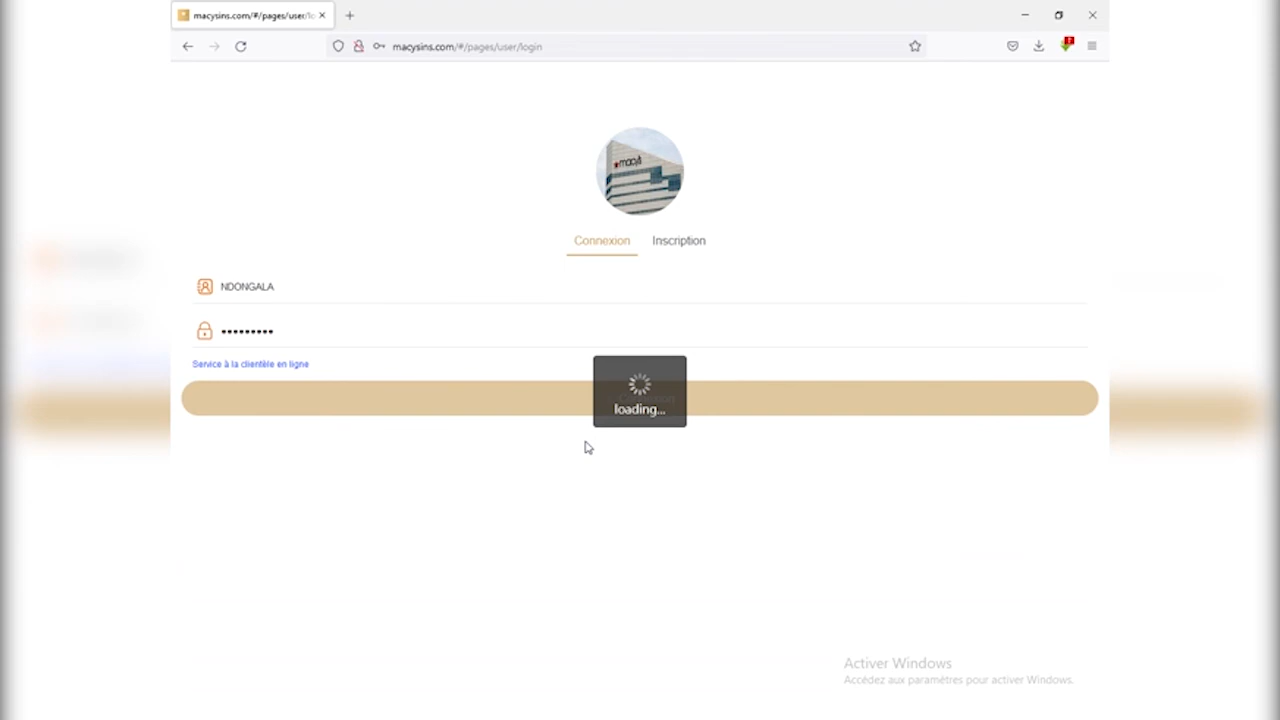 macysins.com/#/pages/user/lo
macysins.com/#/pages/user/login
macy's
Connexion Inscription
NDONGALA
•••••••••
Service à la clientèle en ligne
loading...
Activer Windows
Accédez aux paramètres pour activer Windows.